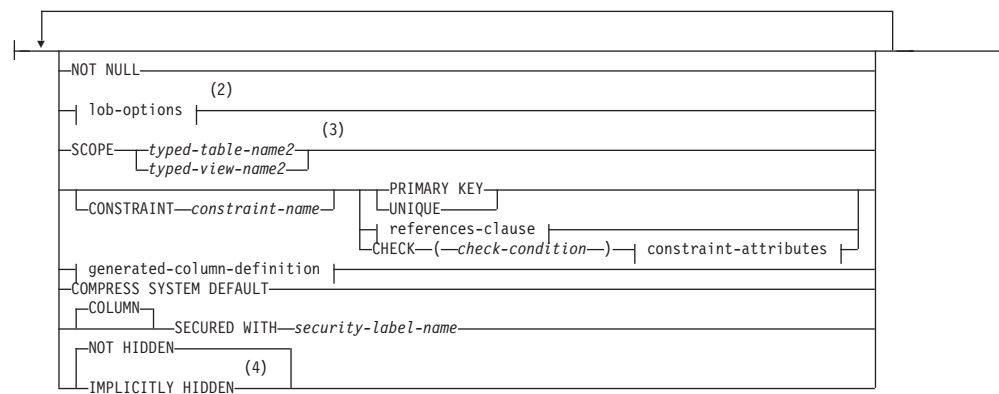 NOT NULL
(2)
lob-options
(3)
SCOPE typed-table-name2
typed-view-name2
PRIMARY KEY
CONSTRAINT constraint-name UNIQUE
references-clause
CHECK ( check-condition ) constraint-attributes
generated-column-definition
COMPRESS SYSTEM DEFAULT
COLUMN
SECURED WITH security-label-name
NOT HIDDEN
(4)
IMPLICITLY HIDDEN